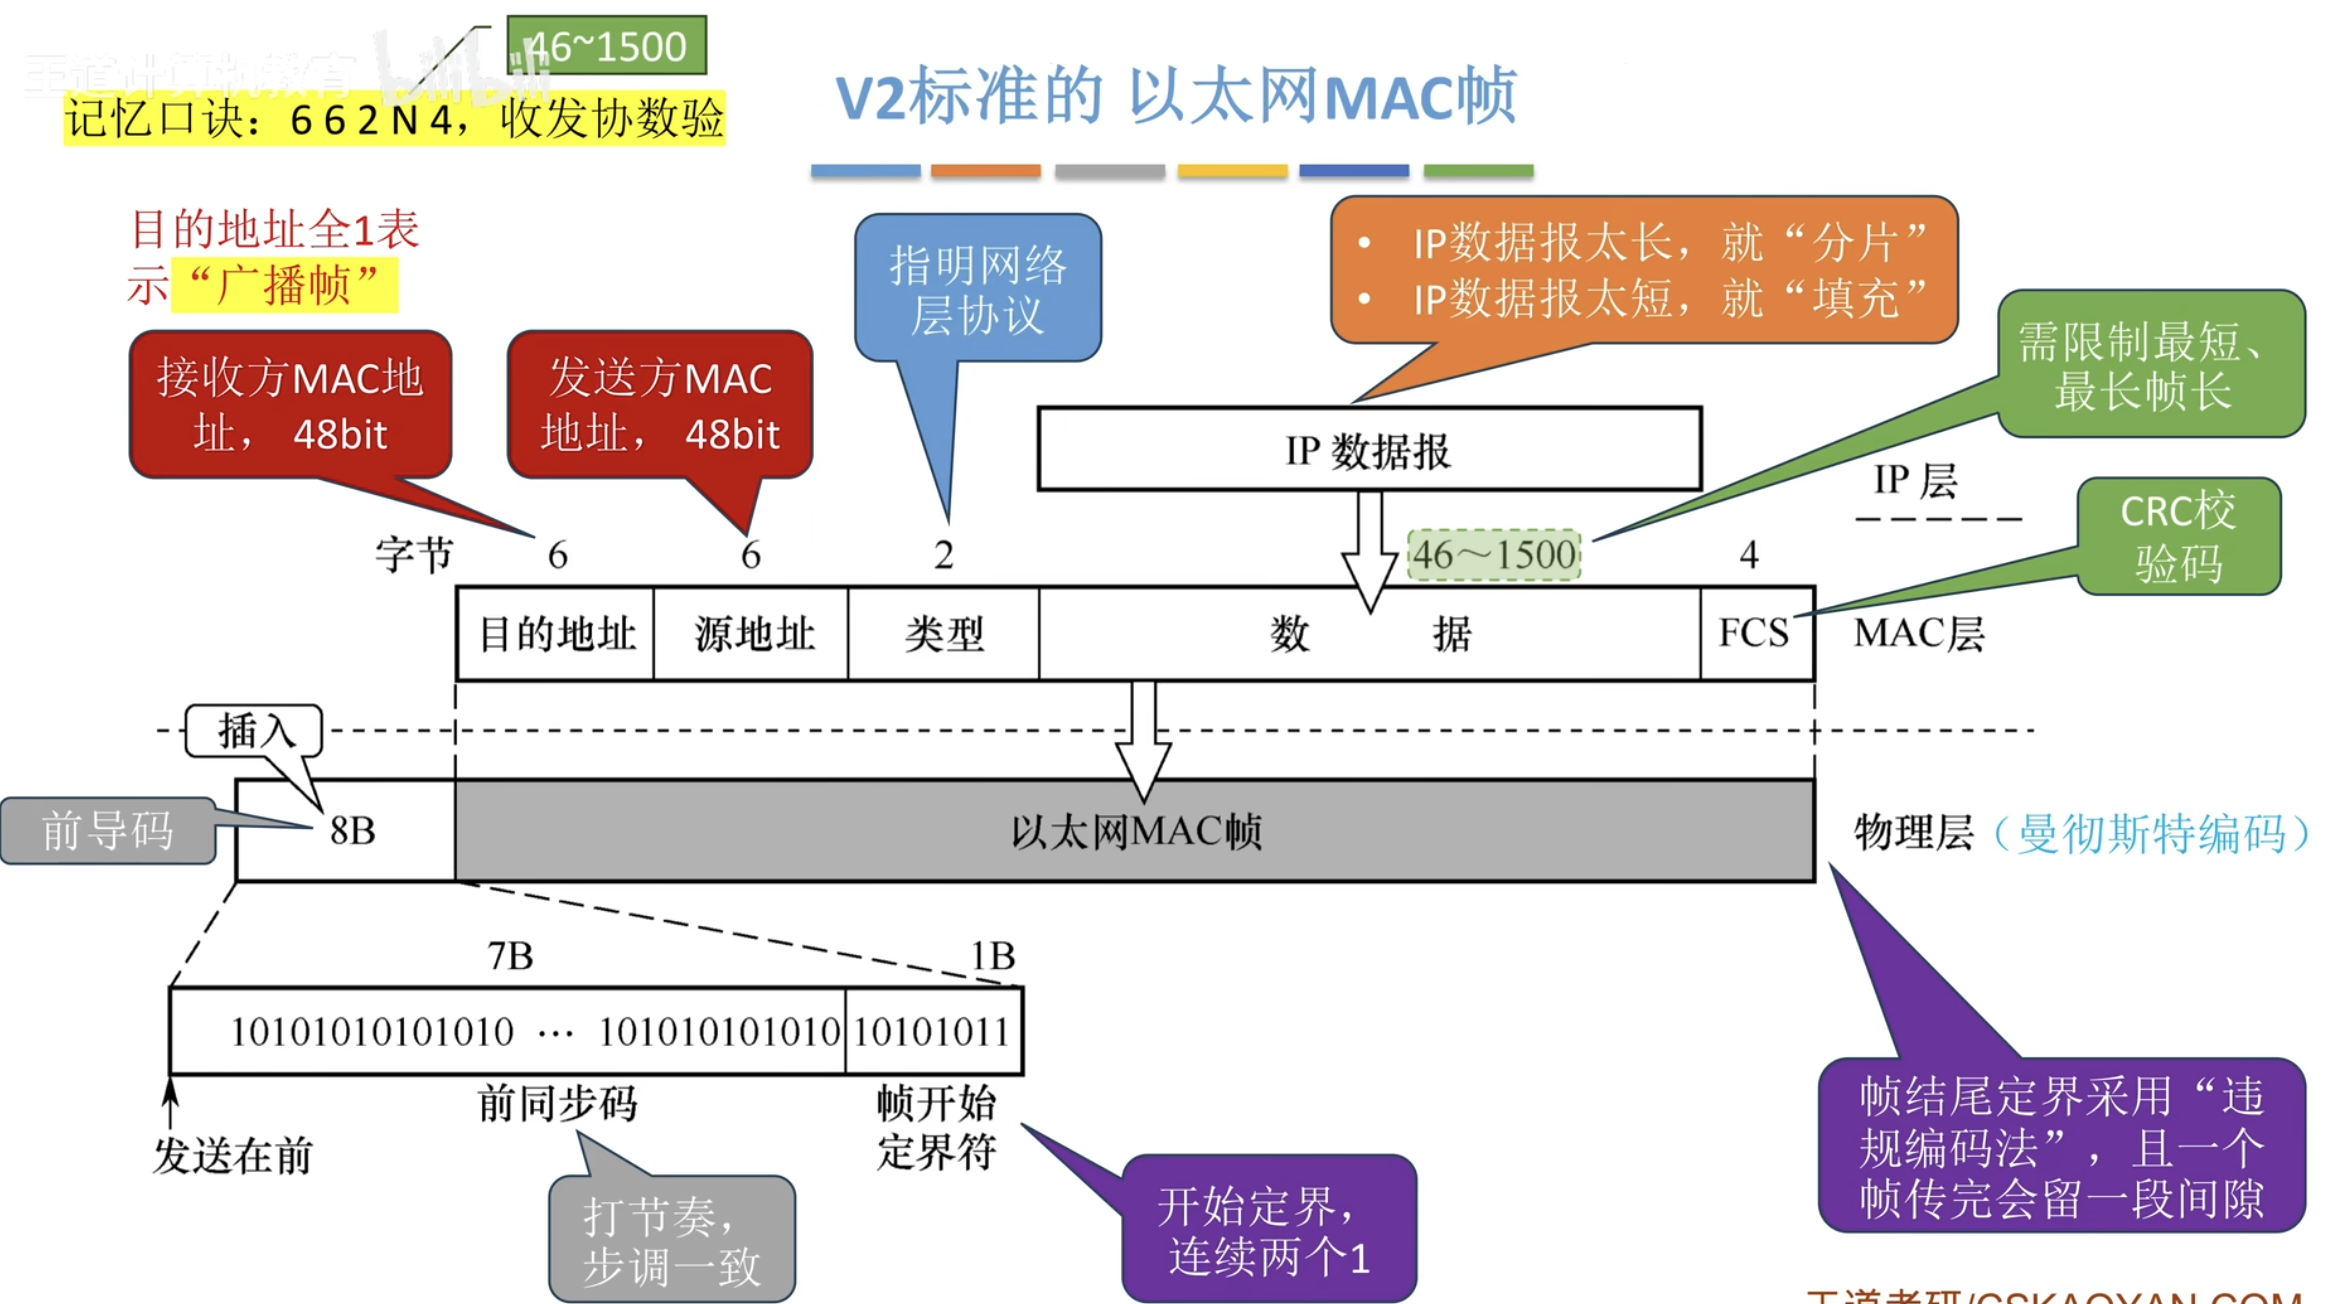 王道计算机教育 bilibili
46~1500
记忆口诀：6 6 2 N 4，收发协数验
V2标准的 以太网MAC帧
目的地址全1表
示“广播帧”
接收方MAC地
址， 48bit
发送方MAC
地址， 48bit
指明网络
层协议
• IP数据报太长，就“分片”
• IP数据报太短，就“填充”
需限制最短、
最长帧长
IP 数据报
IP 层
CRC校
验码
字节 6 6 2 46～1500 4
目的地址 源地址 类型 数 据 FCS MAC层
插入
前导码
8B 以太网MAC帧 物理层（曼彻斯特编码）
7B 1B
10101010101010 ··· 101010101010 10101011
前同步码
帧开始
定界符
发送在前
打节奏，
步调一致
开始定界，
连续两个1
帧结尾定界采用“违
规编码法”，且一个
帧传完会留一段间隙
王道考研/CSKAOYAN.COM